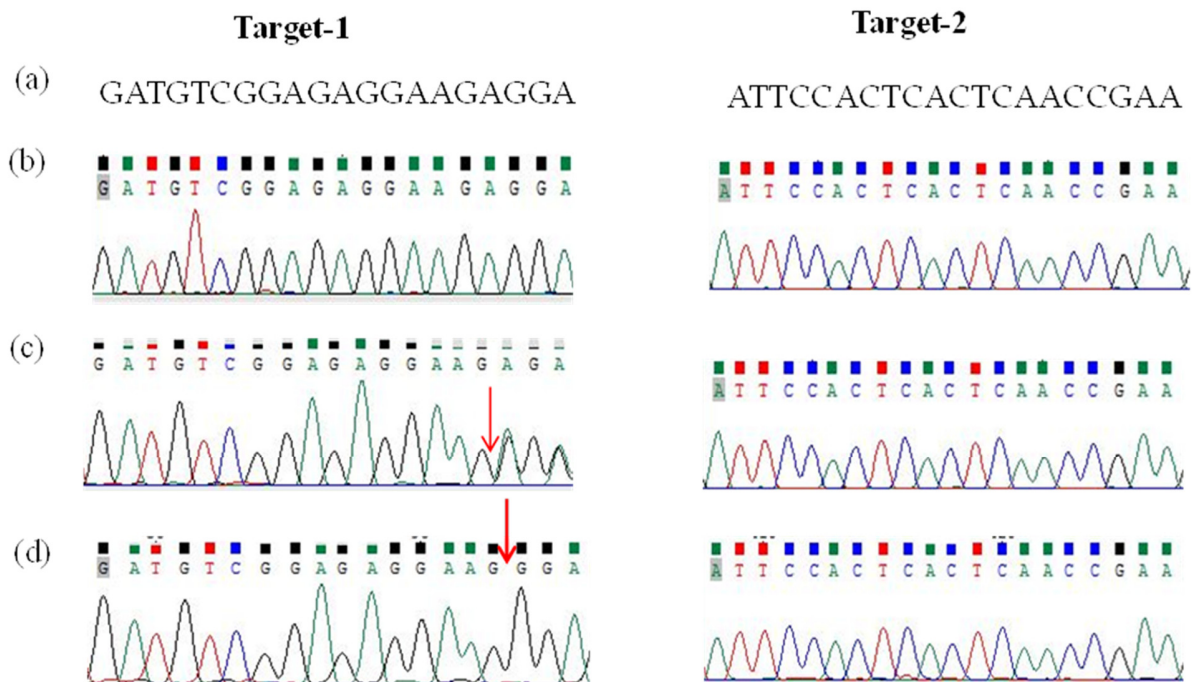 Target-1
Target-2
(a)
GATGTCGGAGAGGAAGAGGA
ATTCCACTCACTCAACCGAA
(b)
G A T G T C G G A G A G G A A G A G G A
A T T C C A C T C A C T C A A C C G A A
(c)
G A T G T C G G A G A G G A A G A G A
A T T C C A C T C A C T C A A C C G A A
(d)
G A T G T C G G A G A G G A A G G G A
A T T C C A C T C A C T C A A C C G A A